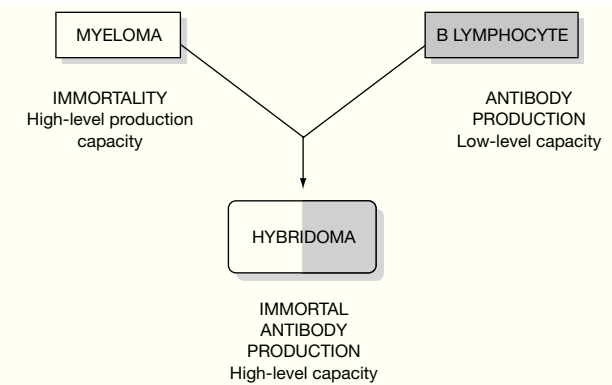 MYELOMA
B LYMPHOCYTE
IMMORTALITY
High-level production
capacity
ANTIBODY
PRODUCTION
Low-level capacity
HYBRIDOMA
IMMORTAL
ANTIBODY
PRODUCTION
High-level capacity